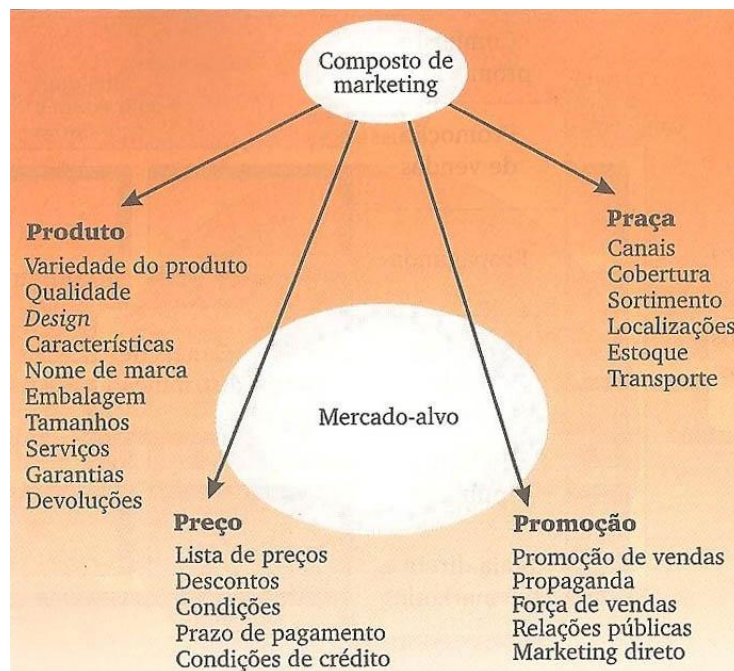 Composto de
marketing
Produto
Variedade do produto
Qualidade
Design
Características
Nome de marca
Embalagem
Tamanhos
Serviços
Garantias
Devoluções
Praça
Canais
Cobertura
Sortimento
Localizações
Estoque
Transporte
Mercado-alvo
Preço
Lista de preços
Descontos
Condições
Prazo de pagamento
Condições de crédito
Promoção
Promoção de vendas
Propaganda
Força de vendas
Relações públicas
Marketing direto